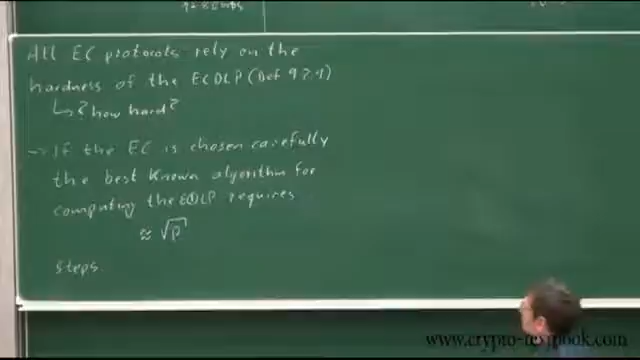 All EC protocols rely on the
hardness of the ECDLP (Def 9.2.1)
↳ ? how hard?
→ If the EC is chosen carefully
the best known algorithm for
computing the ECDLP requires
≈ √p
steps.
www.crypto-textbook.com